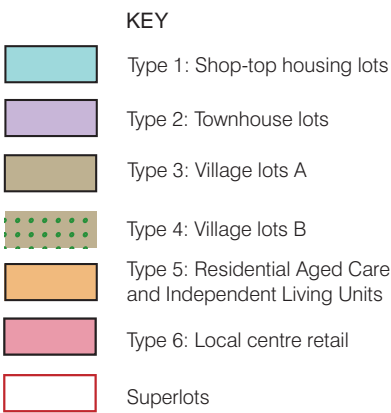 KEY
Type 1: Shop-top housing lots
Type 2: Townhouse lots
Type 3: Village lots A
Type 4: Village lots B
Type 5: Residential Aged Care
and Independent Living Units
Type 6: Local centre retail
Superlots